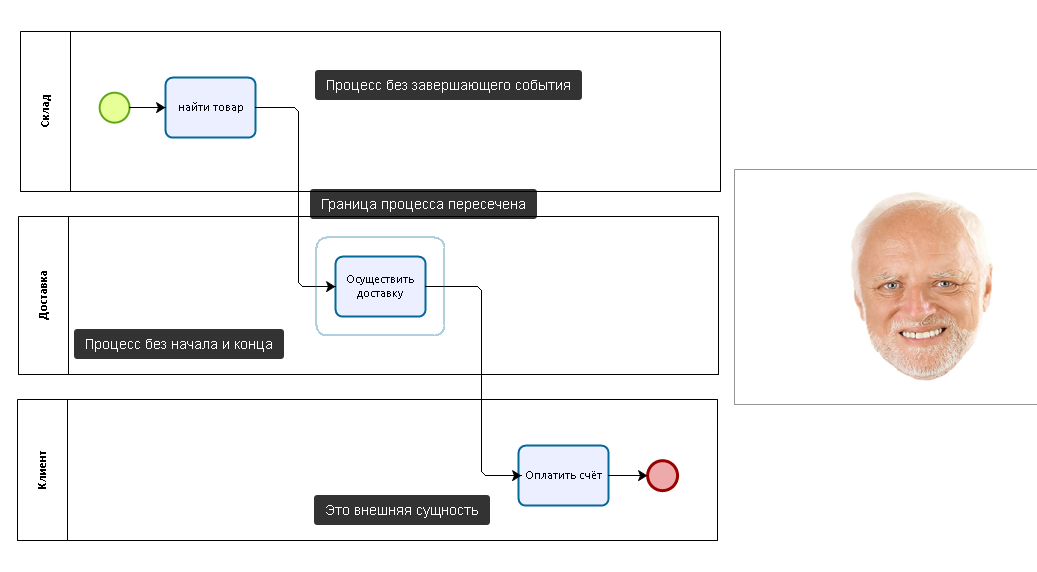 Склад
найти товар
Процесс без завершающего события
Граница процесса пересечена
Доставка
Осуществить
доставку
Процесс без начала и конца
Клиент
Оплатить счёт
Это внешняя сущность